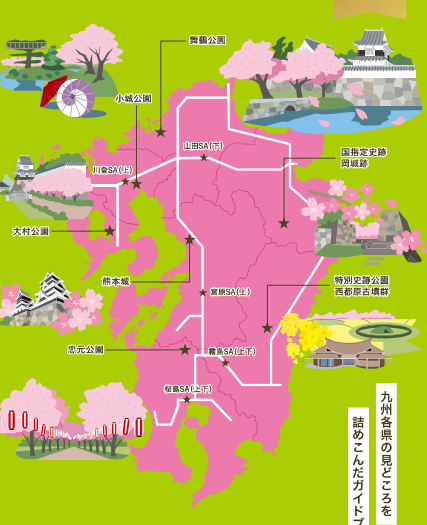 舞鶴公園
小城公園
山田SA(下)
国指定史跡
岡城跡
川登SA(上)
大村公園
熊本城
特別史跡公園
西都原古墳群
宮原SA(上)
忠元公園
霧島SA(上下)
桜島SA(上下)
九州各県の見どころを
詰めこんだガイドブ